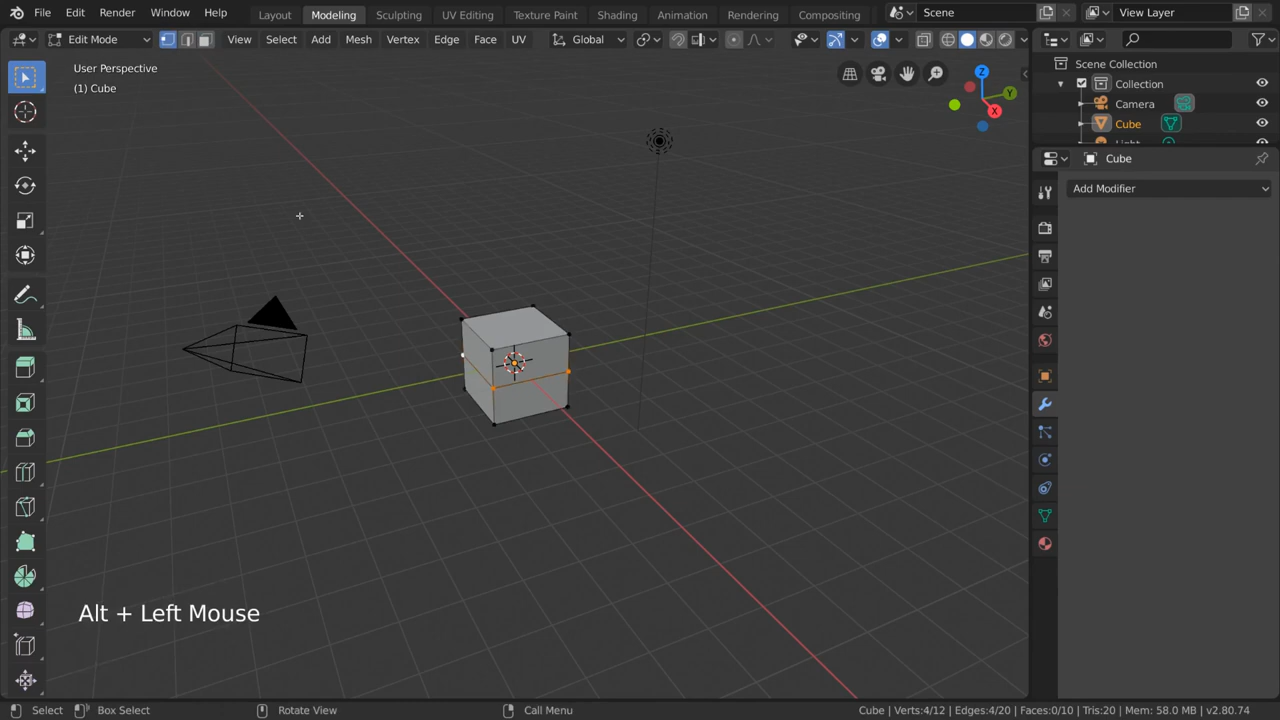 File Edit Render Window Help Layout Modeling Sculpting UV Editing Texture Paint Shading Animation Rendering Compositing Scene View Layer
Edit Mode View Select Add Mesh Vertex Edge Face UV Global
User Perspective
(1) Cube
Z
Y
X
Scene Collection
Collection
Camera
Cube
Light
Cube
Add Modifier
Alt + Left Mouse
Select Box Select Rotate View Call Menu Cube | Verts:4/12 | Edges:4/20 | Faces:0/10 | Tris:20 | Mem: 58.0 MB | v2.80.74